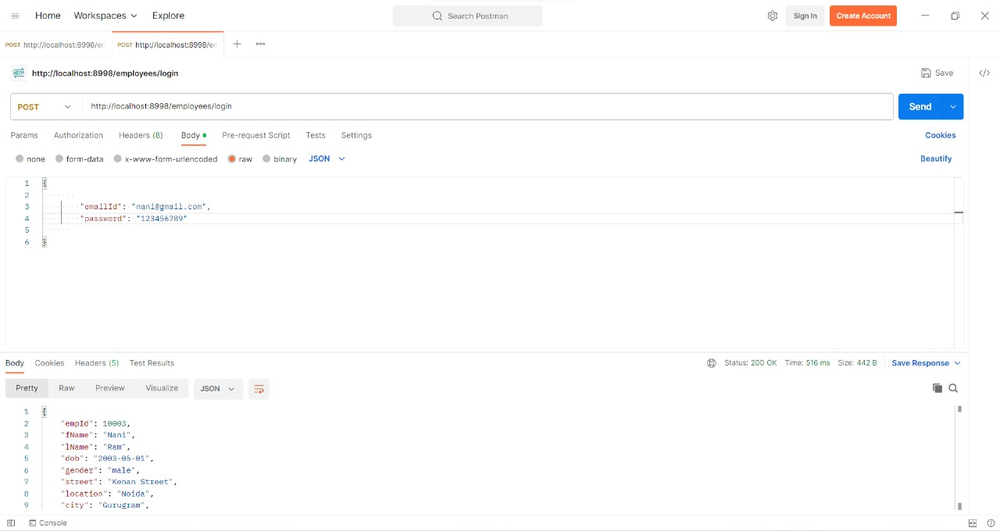 Home Workspaces Explore Search Postman Sign In Create Account
POST http://localhost:8998/en POST http://localhost:8998/en
HTTP http://localhost:8998/employees/login Save </>
POST http://localhost:8998/employees/login Send
Params Authorization Headers (8) Body Pre-request Script Tests Settings Cookies
none form-data x-www-form-urlencoded raw binary JSON Beautify
1 {
2
3 "emailId": "nani@gmail.com",
4 "password": "123456789"
5
6 }
Body Cookies Headers (5) Test Results Status: 200 OK Time: 516 ms Size: 442 B Save Response
Pretty Raw Preview Visualize JSON
1 {
2 "empId": 10003,
3 "fName": "Nani",
4 "lName": "Ram",
5 "dob": "2003-05-01",
6 "gender": "male",
7 "street": "Kenan Street",
8 "location": "Noida",
9 "city": "Gurugram",
Console